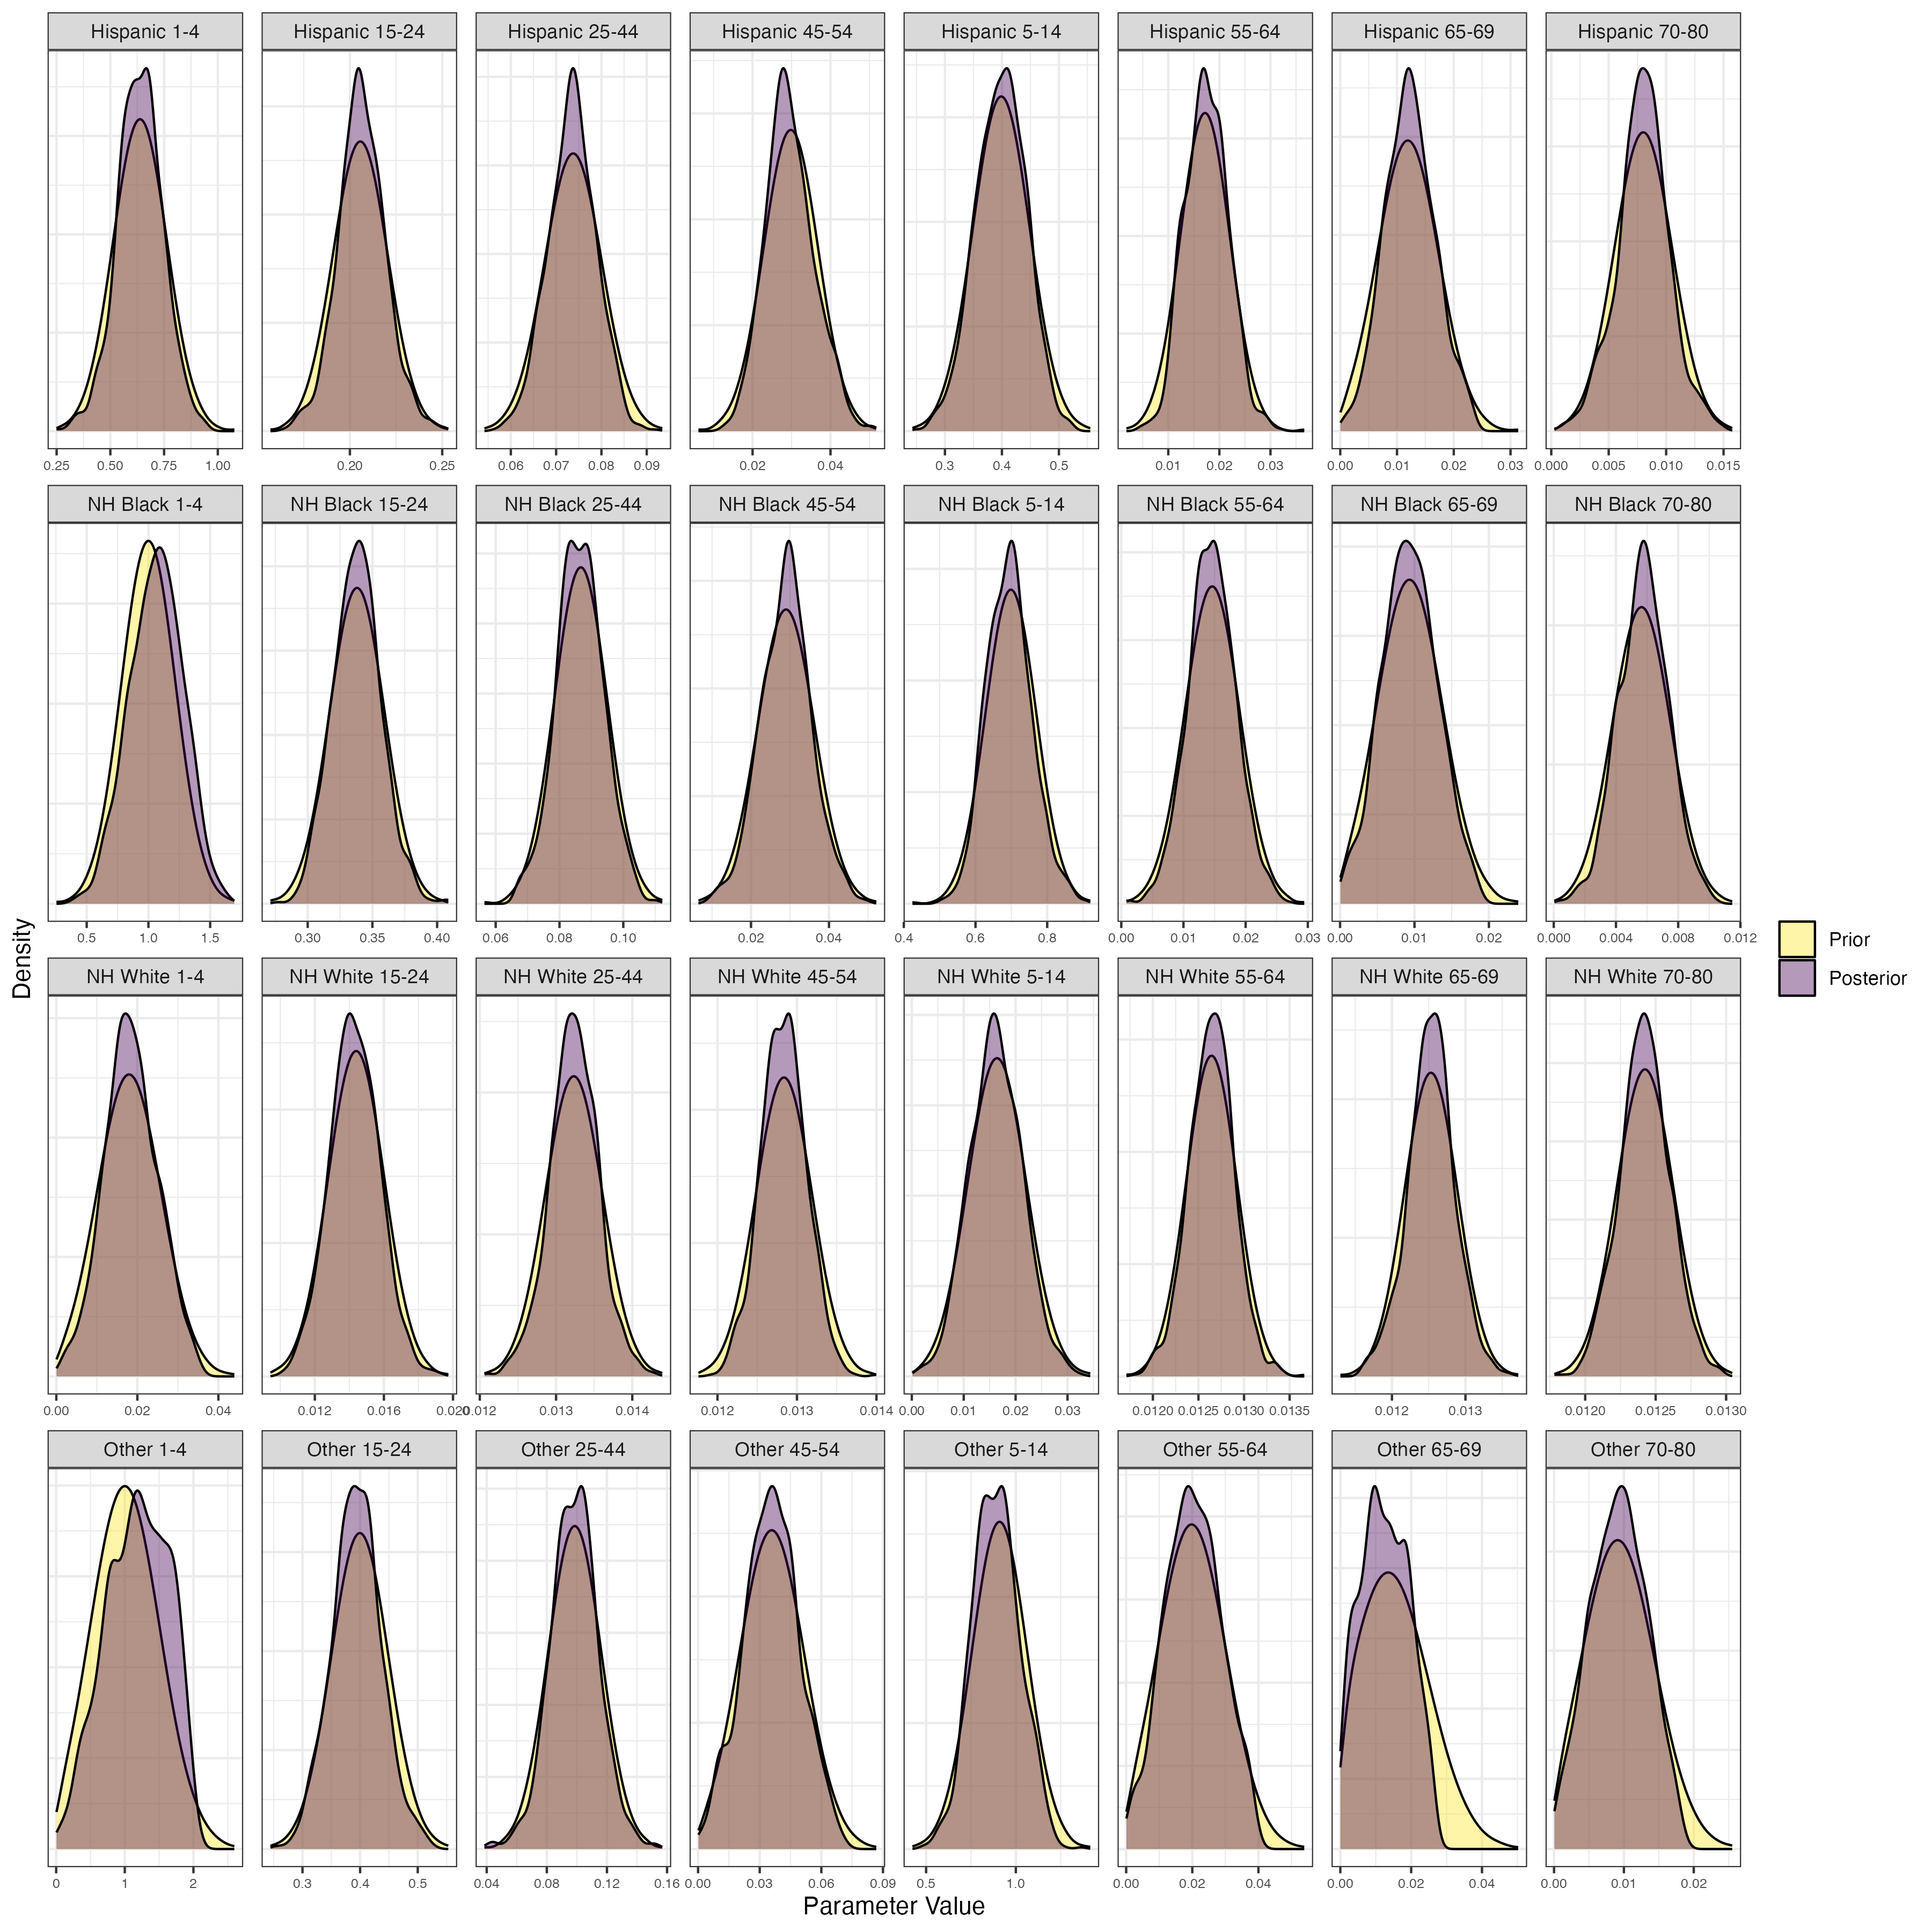 Hispanic 1-4 Hispanic 15-24 Hispanic 25-44 Hispanic 45-54 Hispanic 5-14 Hispanic 55-64 Hispanic 65-69 Hispanic 70-80
0.25 0.50 0.75 1.00 0.20 0.25 0.06 0.07 0.08 0.09 0.02 0.04 0.3 0.4 0.5 0.01 0.02 0.03 0.00 0.01 0.02 0.03 0.000 0.005 0.010 0.015
NH Black 1-4 NH Black 15-24 NH Black 25-44 NH Black 45-54 NH Black 5-14 NH Black 55-64 NH Black 65-69 NH Black 70-80
0.5 1.0 1.5 0.30 0.35 0.40 0.06 0.08 0.10 0.02 0.04 0.4 0.6 0.8 0.00 0.01 0.02 0.03 0.00 0.01 0.02 0.000 0.004 0.008 0.012
Density
Prior
Posterior
NH White 1-4 NH White 15-24 NH White 25-44 NH White 45-54 NH White 5-14 NH White 55-64 NH White 65-69 NH White 70-80
0.00 0.02 0.04 0.012 0.016 0.020 0.012 0.013 0.014 0.012 0.013 0.014 0.00 0.01 0.02 0.03 0.0120 0.0125 0.0130 0.0135 0.012 0.013 0.0120 0.0125 0.0130
Other 1-4 Other 15-24 Other 25-44 Other 45-54 Other 5-14 Other 55-64 Other 65-69 Other 70-80
0 1 2 0.3 0.4 0.5 0.04 0.08 0.12 0.16 0.00 0.03 0.06 0.09 0.5 1.0 0.00 0.02 0.04 0.00 0.02 0.04 0.00 0.01 0.02
Parameter Value